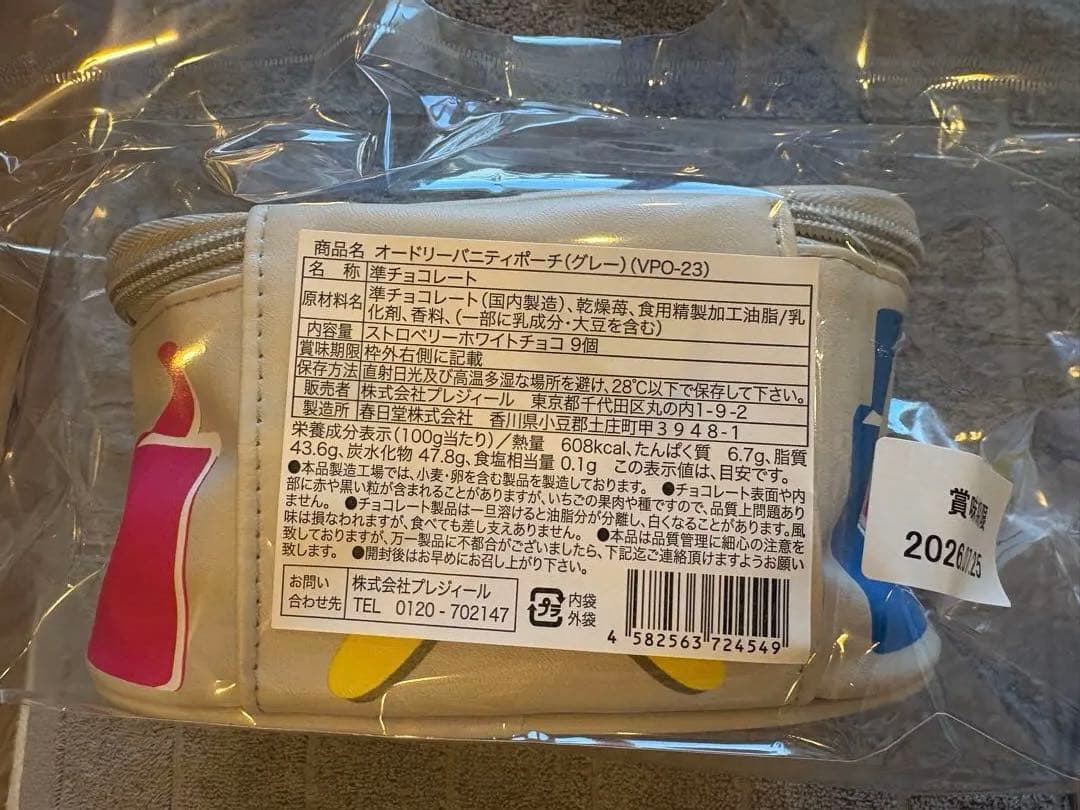 商品名 オードリーバニティポーチ(グレー)(VPO-23)
名 称 準チョコレート
原材料名 準チョコレート(国内製造)、乾燥苺、食用精製加工油脂/乳
化剤、香料、(一部に乳成分・大豆を含む)
内容量 ストロベリーホワイトチョコ 9個
賞味期限 枠外右側に記載
保存方法 直射日光及び高温多湿な場所を避け、28℃以下で保存して下さい。
販売者 株式会社プレジィール 東京都千代田区丸の内1-9-2
製造所 春日堂株式会社 香川県小豆郡土庄町甲3948-1
栄養成分表示(100g当たり)/熱量 608kcal、たんぱく質 6.7g、脂質
43.6g、炭水化物 47.8g、食塩相当量 0.1g この表示値は、目安です。
●本品製造工場では、小麦・卵を含む製品を製造しております。 ●チョコレート表面や内
部に赤や黒い粒が含まれることがありますが、いちごの果肉や種ですので、品質上問題あり
ません。 ●チョコレート製品は一旦溶けると油脂分が分離し、白くなることがあります。風
味は損なわれますが、食べても差し支えありません。 ●本品は品質管理に細心の注意を
致しておりますが、万一製品に不都合がございましたら、下記迄ご連絡頂けますようお願い
致します。 ●開封後はお早めにお召し上がり下さい。
お問い
合わせ先
株式会社プレジィール
TEL 0120-702147
プラ
内袋
外袋
4 582563 724549
賞味期限
2026.07.25